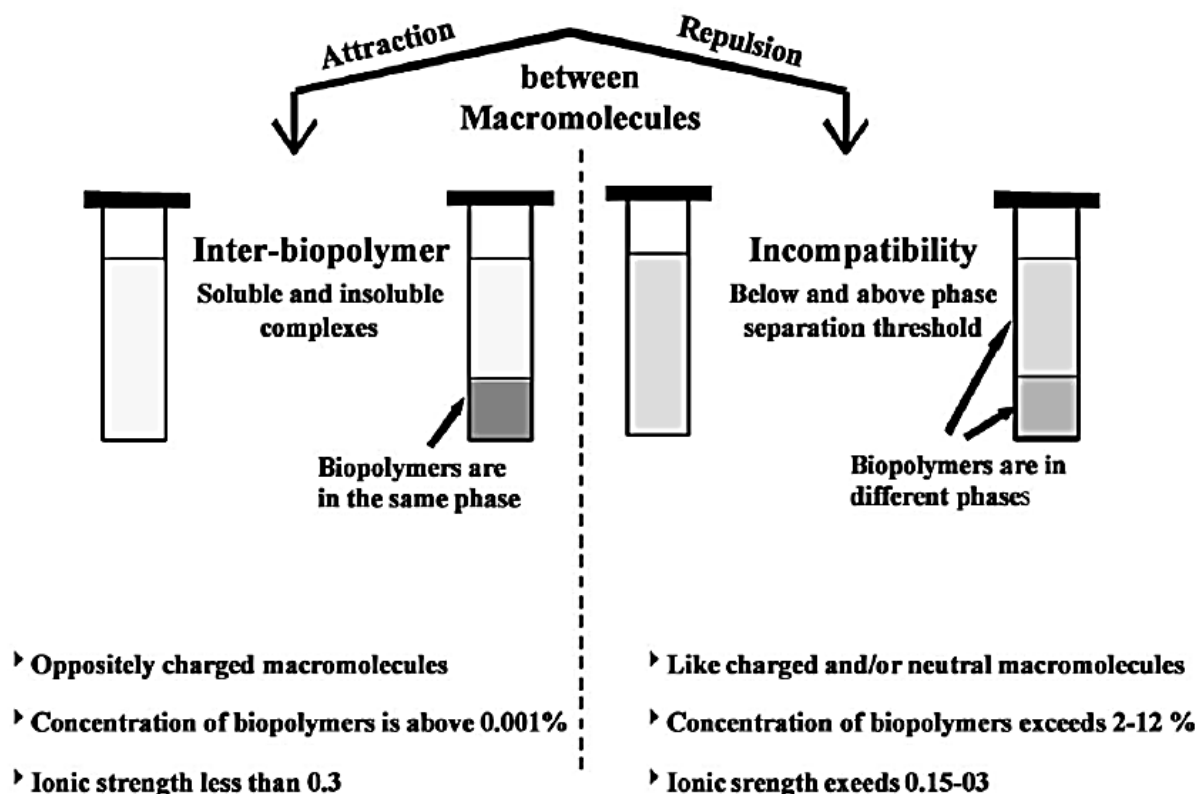 Attraction
Repulsion
between
Macromolecules
Inter-biopolymer
Soluble and insoluble
complexes
Biopolymers are
in the same phase
Incompatibility
Below and above phase
separation threshold
Biopolymers are in
different phases
Oppositely charged macromolecules
Concentration of biopolymers is above 0.001%
Ionic strength less than 0.3
Like charged and/or neutral macromolecules
Concentration of biopolymers exceeds 2-12 %
Ionic srength exeeds 0.15-03